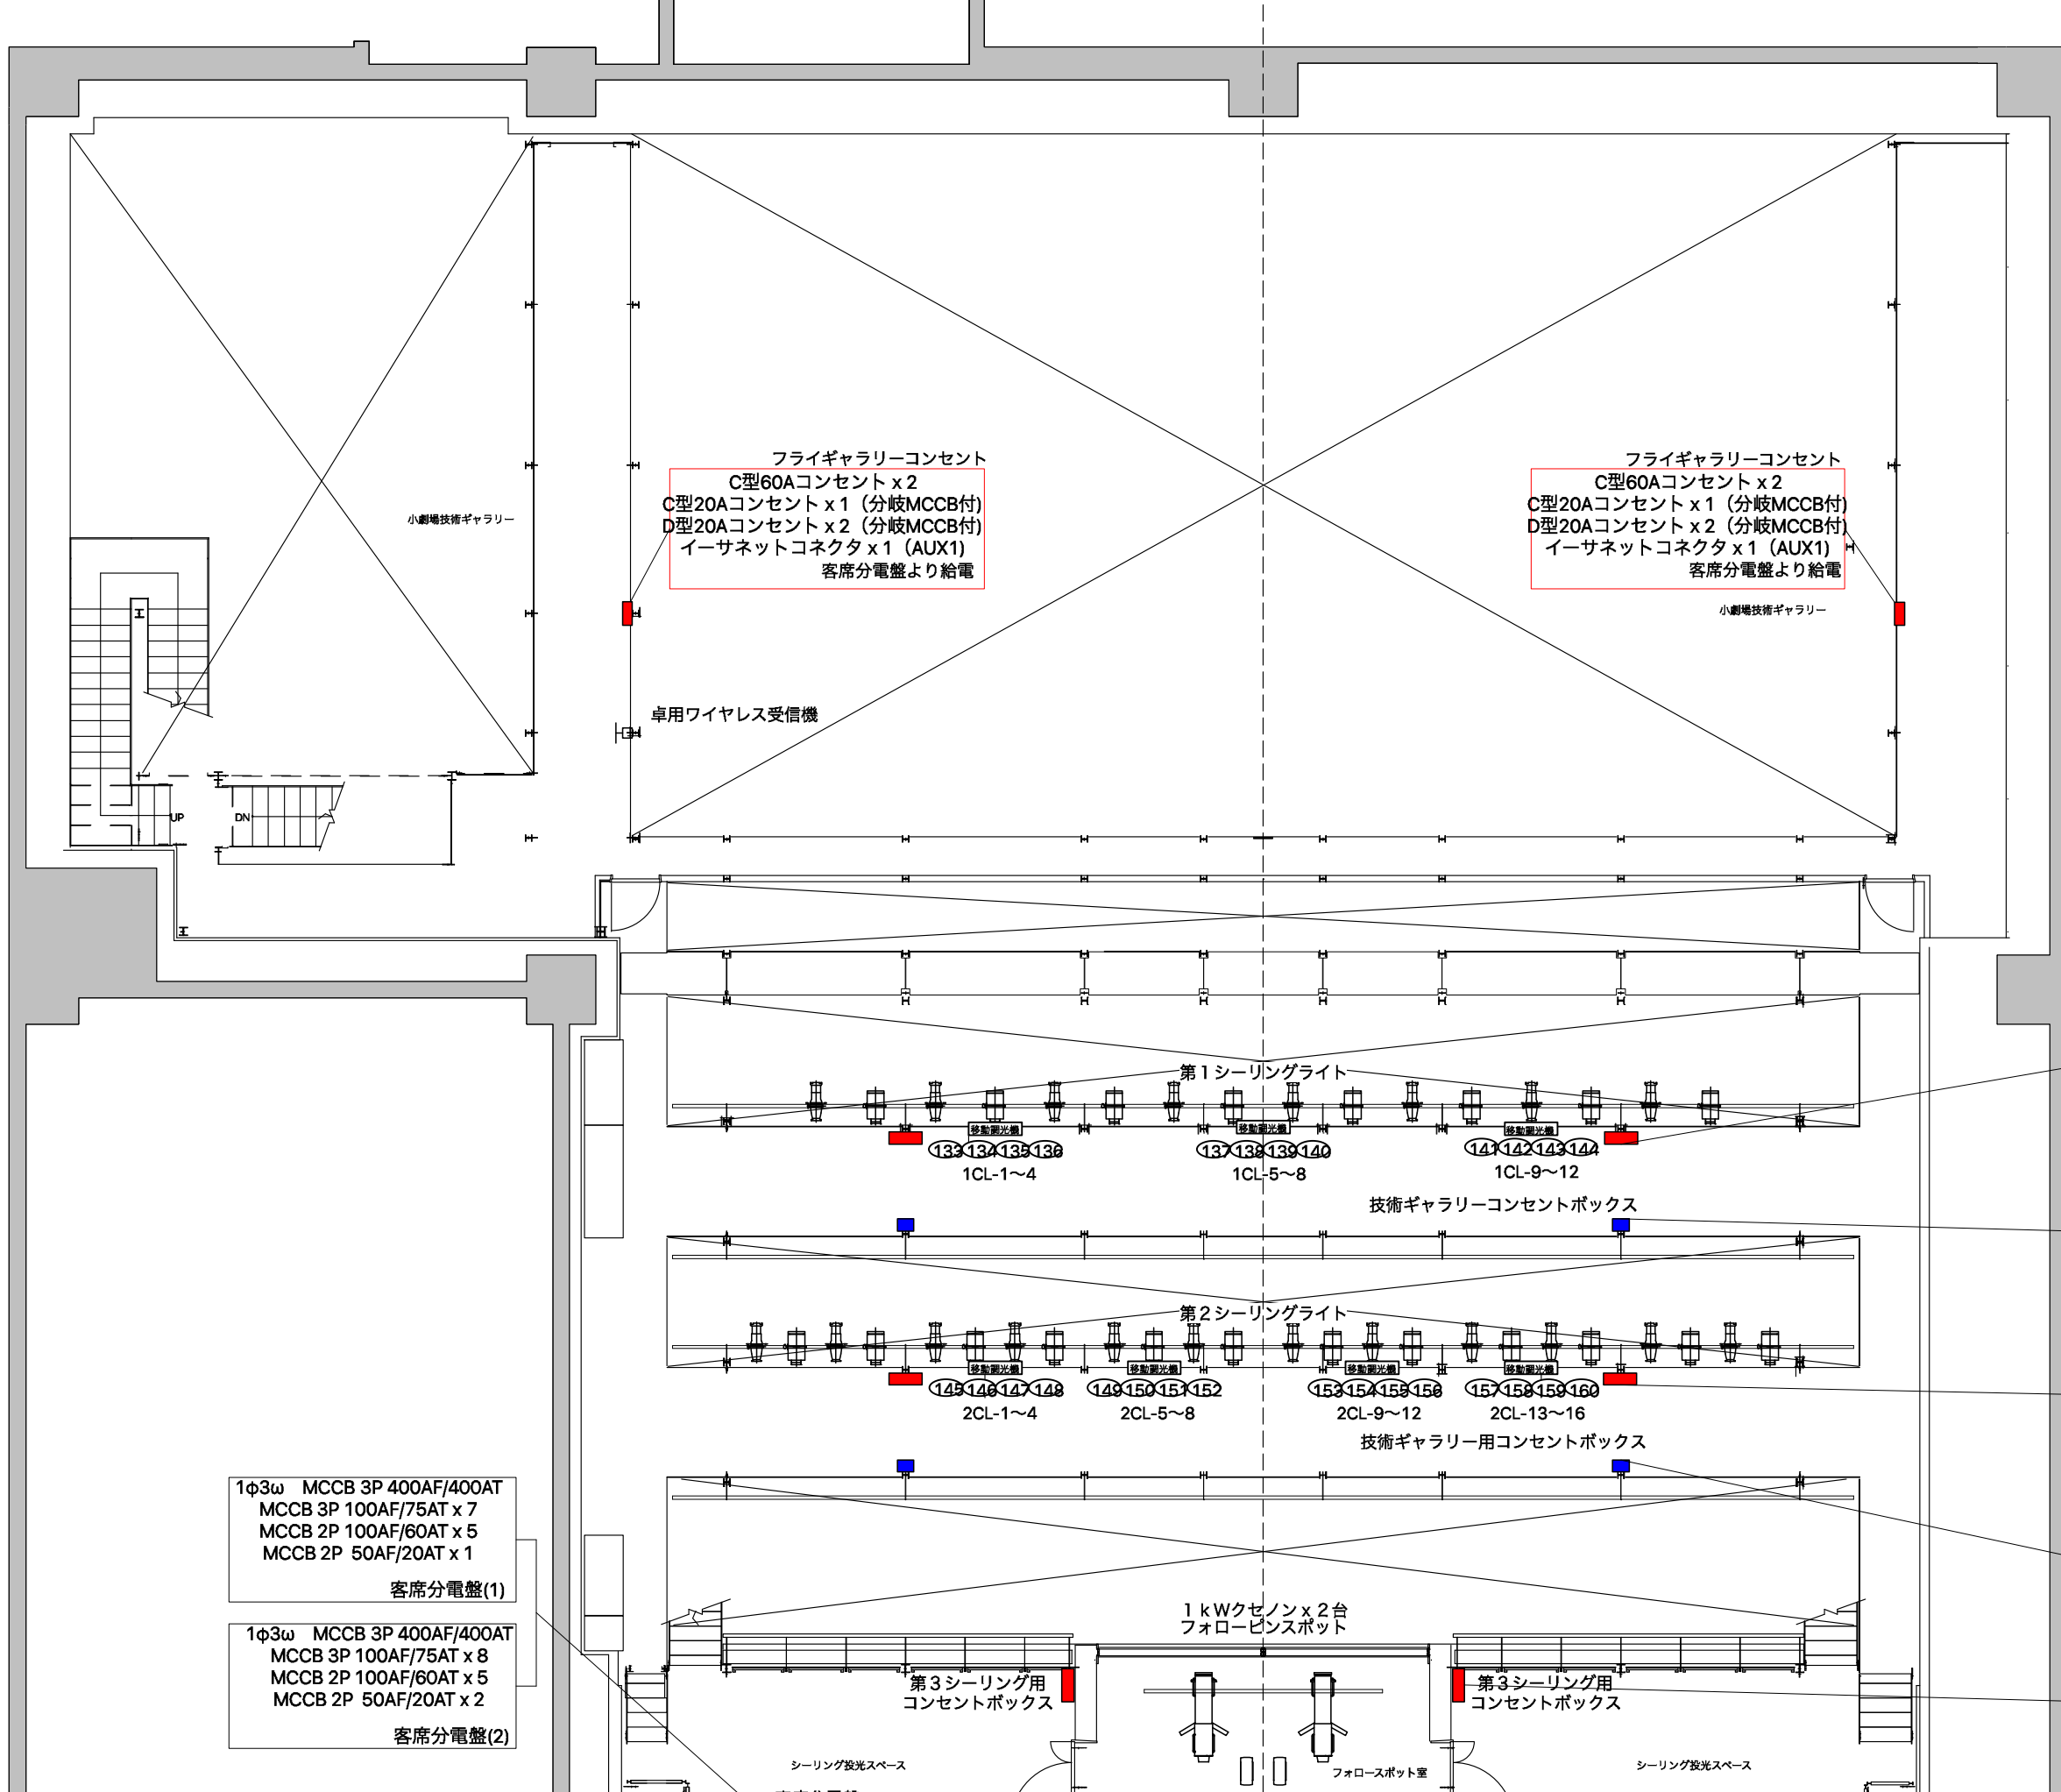 フライギャラリーコンセント
C型60Aコンセント x 2
C型20Aコンセント x 1（分岐MCCB付)
D型20Aコンセント x 2（分岐MCCB付)
イーサネットコネクタ x 1（AUX1)
客席分電盤より給電
フライギャラリーコンセント
C型60Aコンセント x 2
C型20Aコンセント x 1（分岐MCCB付)
D型20Aコンセント x 2（分岐MCCB付)
イーサネットコネクタ x 1（AUX1)
客席分電盤より給電
小劇場技術ギャラリー
小劇場技術ギャラリー
卓用ワイヤレス受信機
UP
DN
第１シーリングライト
移動調光機
移動調光機
移動調光機
133 134 135 136
137 138 139 140
141 142 143 144
1CL-1〜4
1CL-5〜8
1CL-9〜12
技術ギャラリーコンセントボックス
第２シーリングライト
移動調光機
移動調光機
移動調光機
移動調光機
145 146 147 148
149 150 151 152
153 154 155 156
157 158 159 160
2CL-1〜4
2CL-5〜8
2CL-9〜12
2CL-13〜16
技術ギャラリー用コンセントボックス
1φ3ω　MCCB 3P 400AF/400AT
MCCB 3P 100AF/75AT x 7
MCCB 2P 100AF/60AT x 5
MCCB 2P 50AF/20AT x 1
客席分電盤(1)
1φ3ω　MCCB 3P 400AF/400AT
MCCB 3P 100AF/75AT x 8
MCCB 2P 100AF/60AT x 5
MCCB 2P 50AF/20AT x 2
客席分電盤(2)
１ｋＷクセノンｘ２台
フォローピンスポット
第３シーリング用
コンセントボックス
第３シーリング用
コンセントボックス
シーリング投光スペース
フォロースポット室
シーリング投光スペース